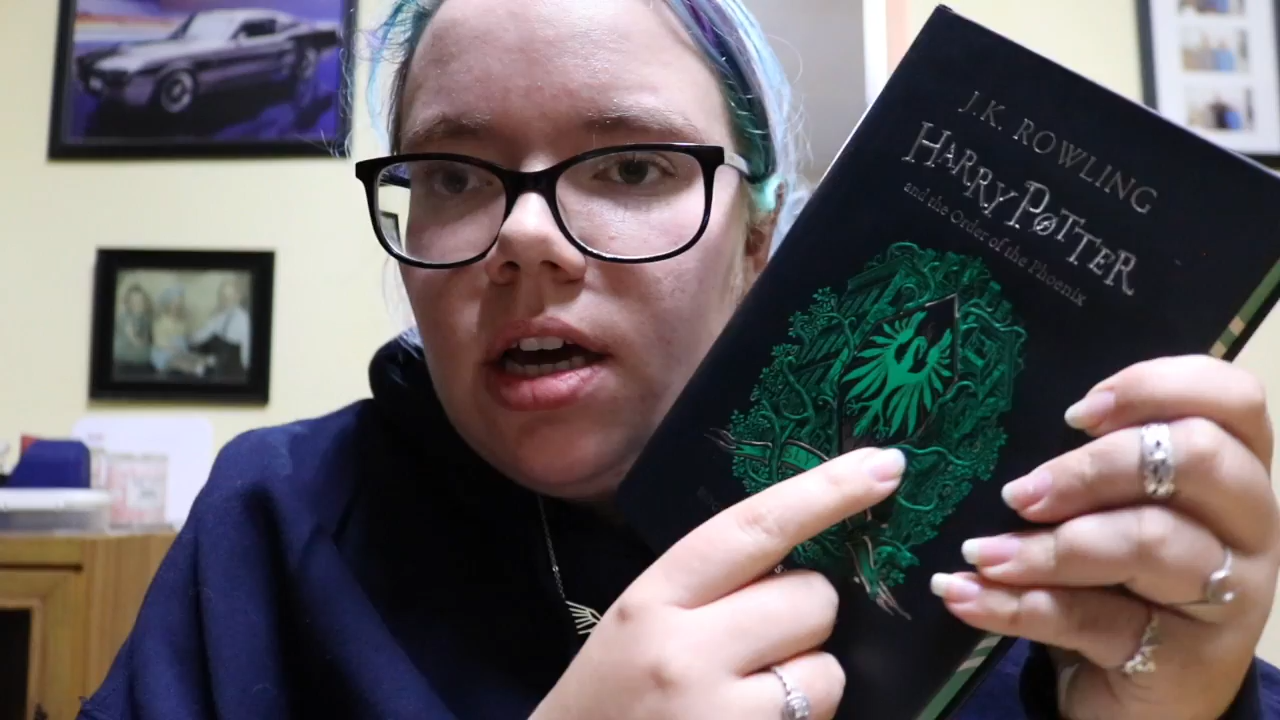 J.K. ROWLING
HARRY POTTER
and the Order of the Phoenix